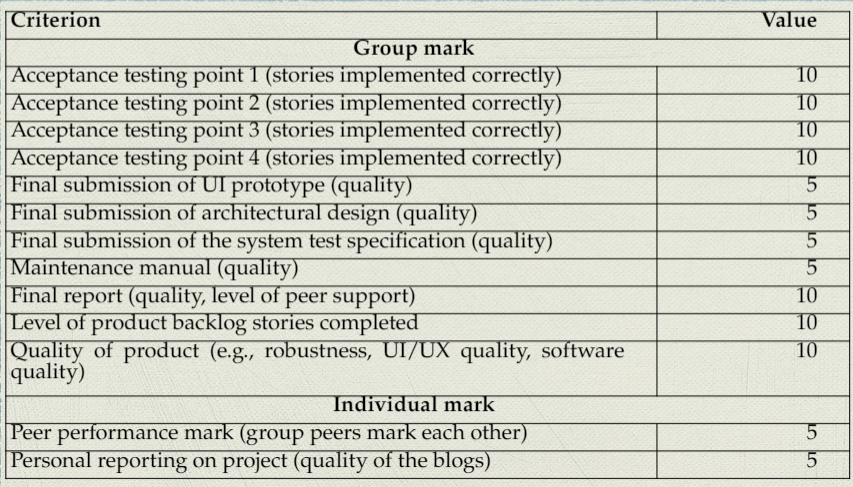 Criterion Value
Group mark
Acceptance testing point 1 (stories implemented correctly) 10
Acceptance testing point 2 (stories implemented correctly) 10
Acceptance testing point 3 (stories implemented correctly) 10
Acceptance testing point 4 (stories implemented correctly) 10
Final submission of UI prototype (quality) 5
Final submission of architectural design (quality) 5
Final submission of the system test specification (quality) 5
Maintenance manual (quality) 5
Final report (quality, level of peer support) 10
Level of product backlog stories completed 10
Quality of product (e.g., robustness, UI/UX quality, software 10
quality)
Individual mark
Peer performance mark (group peers mark each other) 5
Personal reporting on project (quality of the blogs) 5